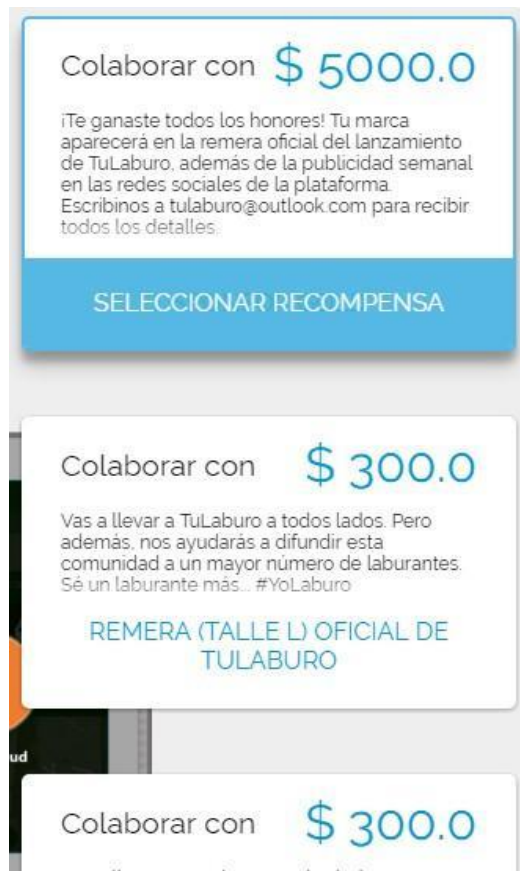 Colaborar con $ 5000.0
¡Te ganaste todos los honores! Tu marca
aparecerá en la remera oficial del lanzamiento
de TuLaburo, además de la publicidad semanal
en las redes sociales de la plataforma.
Escribinos a tulaburo@outlook.com para recibir
todos los detalles.
SELECCIONAR RECOMPENSA
Colaborar con $ 300.0
Vas a llevar a TuLaburo a todos lados. Pero
además, nos ayudarás a difundir esta
comunidad a un mayor número de laburantes.
Sé un laburante más... #YoLaburo
REMERA (TALLE L) OFICIAL DE
TULABURO
ud
Colaborar con $ 300.0